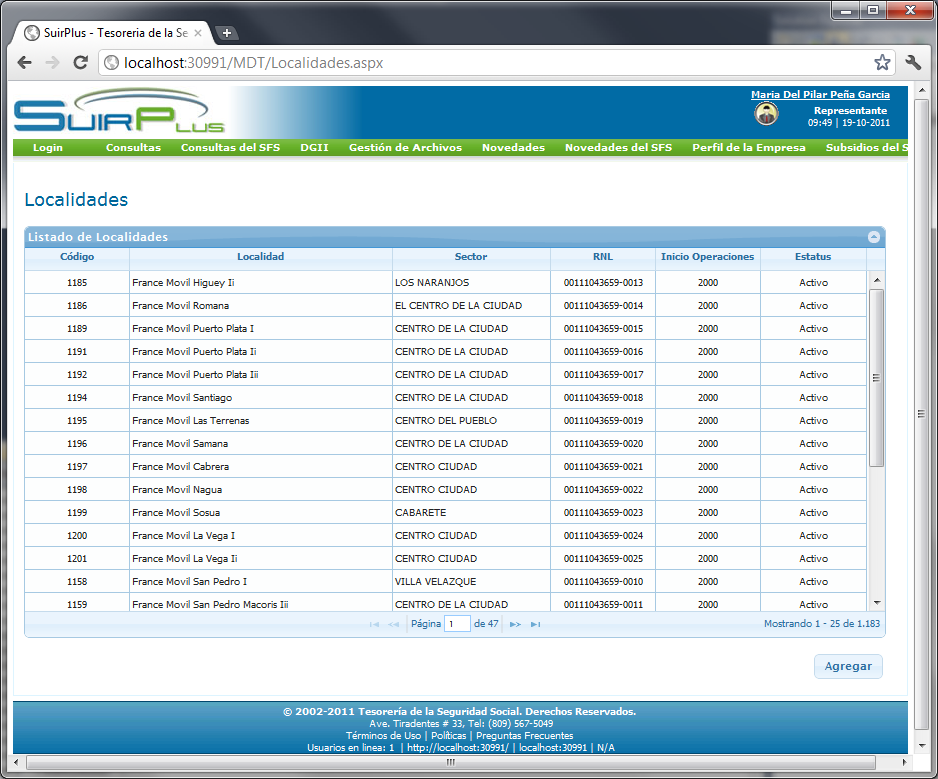 SuirPlus - Tesoreria de la Se
localhost:30991/MDT/Localidades.aspx
SuirPlus
Maria Del Pilar Peña Garcia
Representante
09:49 | 19-10-2011
Login Consultas Consultas del SFS DGII Gestión de Archivos Novedades Novedades del SFS Perfil de la Empresa Subsidios del S
Localidades
Listado de Localidades
Código Localidad Sector RNL Inicio Operaciones Estatus
1185 France Movil Higuey Ii LOS NARANJOS 00111043659-0013 2000 Activo
1186 France Movil Romana EL CENTRO DE LA CIUDAD 00111043659-0014 2000 Activo
1189 France Movil Puerto Plata I CENTRO DE LA CIUDAD 00111043659-0015 2000 Activo
1191 France Movil Puerto Plata Ii CENTRO DE LA CIUDAD 00111043659-0016 2000 Activo
1192 France Movil Puerto Plata Iii CENTRO DE LA CIUDAD 00111043659-0017 2000 Activo
1194 France Movil Santiago CENTRO DE LA CIUDAD 00111043659-0018 2000 Activo
1195 France Movil Las Terrenas CENTRO DEL PUEBLO 00111043659-0019 2000 Activo
1196 France Movil Samana CENTRO DE LA CIUDAD 00111043659-0020 2000 Activo
1197 France Movil Cabrera CENTRO CIUDAD 00111043659-0021 2000 Activo
1198 France Movil Nagua CENTRO CIUDAD 00111043659-0022 2000 Activo
1199 France Movil Sosua CABARETE 00111043659-0023 2000 Activo
1200 France Movil La Vega I CENTRO CIUDAD 00111043659-0024 2000 Activo
1201 France Movil La Vega Ii CENTRO CIUDAD 00111043659-0025 2000 Activo
1158 France Movil San Pedro I VILLA VELAZQUE 00111043659-0010 2000 Activo
1159 France Movil San Pedro Macoris Iii CENTRO DE LA CIUDAD 00111043659-0011 2000 Activo
Página 1 de 47 Mostrando 1 - 25 de 1.183
Agregar
© 2002-2011 Tesorería de la Seguridad Social. Derechos Reservados.
Ave. Tiradentes # 33, Tel: (809) 567-5049
Términos de Uso | Políticas | Preguntas Frecuentes
Usuarios en linea: 1 | http://localhost:30991/ | localhost:30991 | N/A